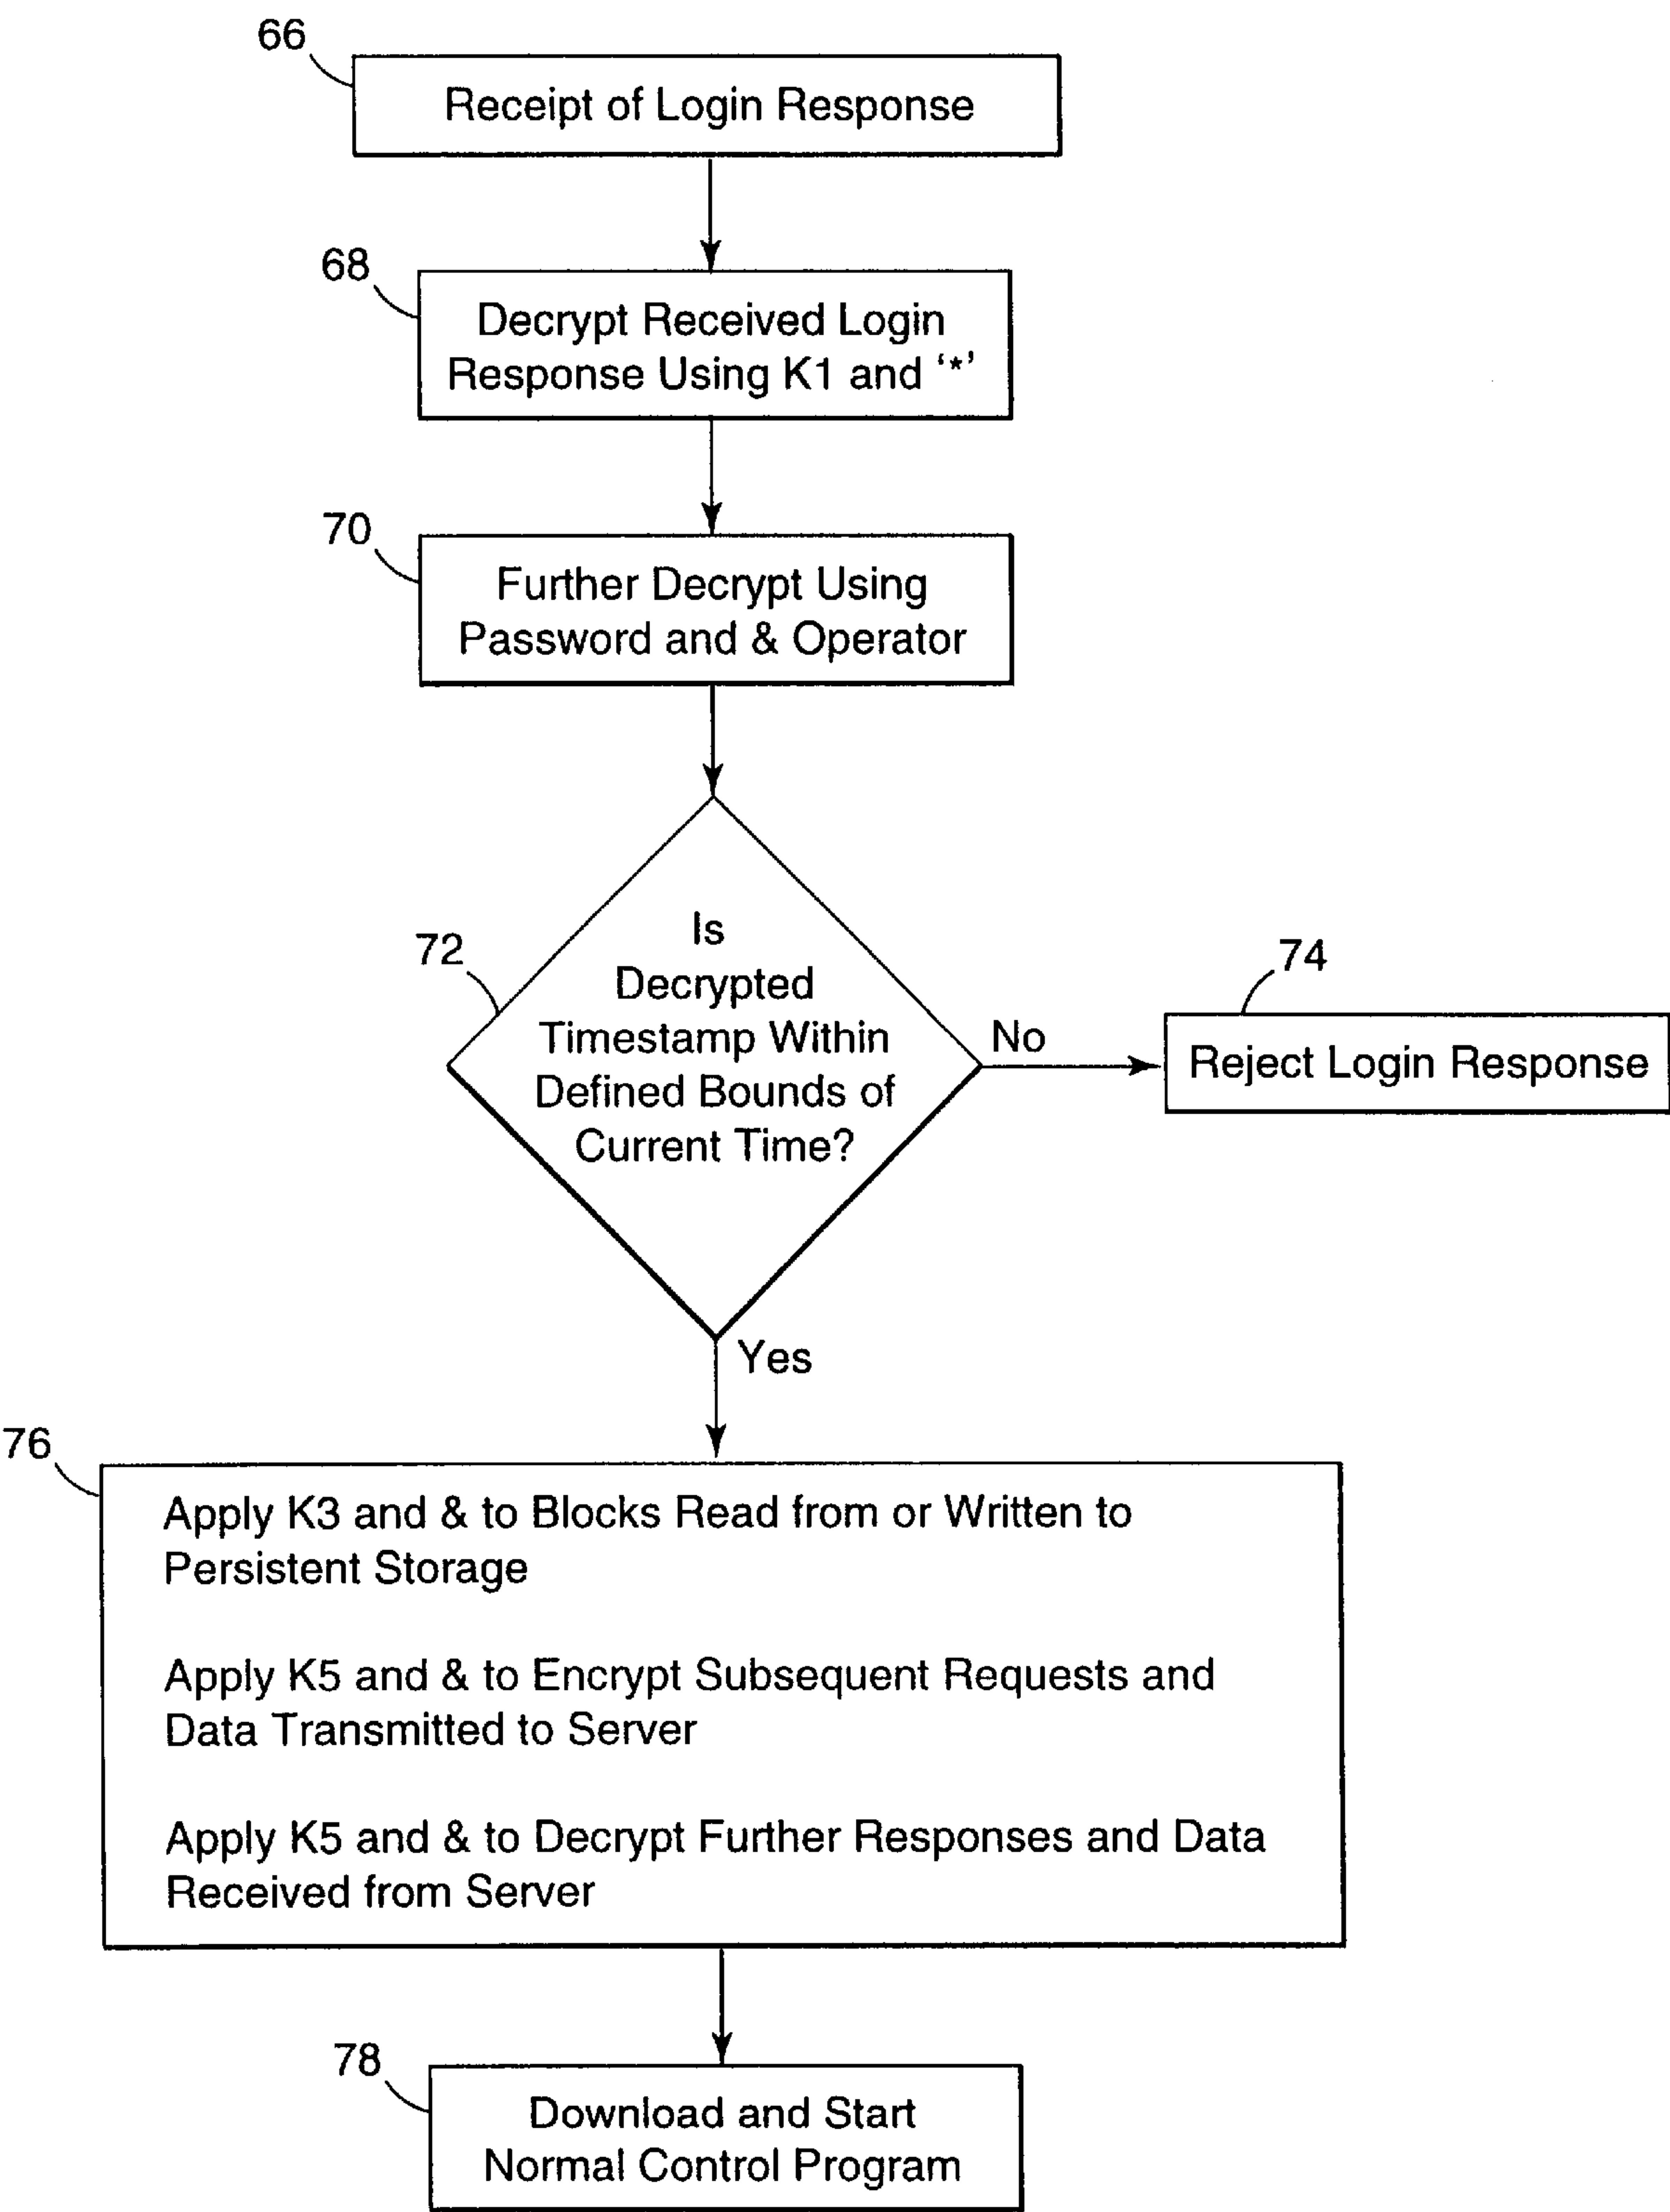 66
Receipt of Login Response
68
Decrypt Received Login
Response Using K1 and ‘*’
70
Further Decrypt Using
Password and & Operator
72
Is
Decrypted
Timestamp Within
Defined Bounds of
Current Time?
No
74
Reject Login Response
Yes
76
Apply K3 and & to Blocks Read from or Written to
Persistent Storage
Apply K5 and & to Encrypt Subsequent Requests and
Data Transmitted to Server
Apply K5 and & to Decrypt Further Responses and Data
Received from Server
78
Download and Start
Normal Control Program